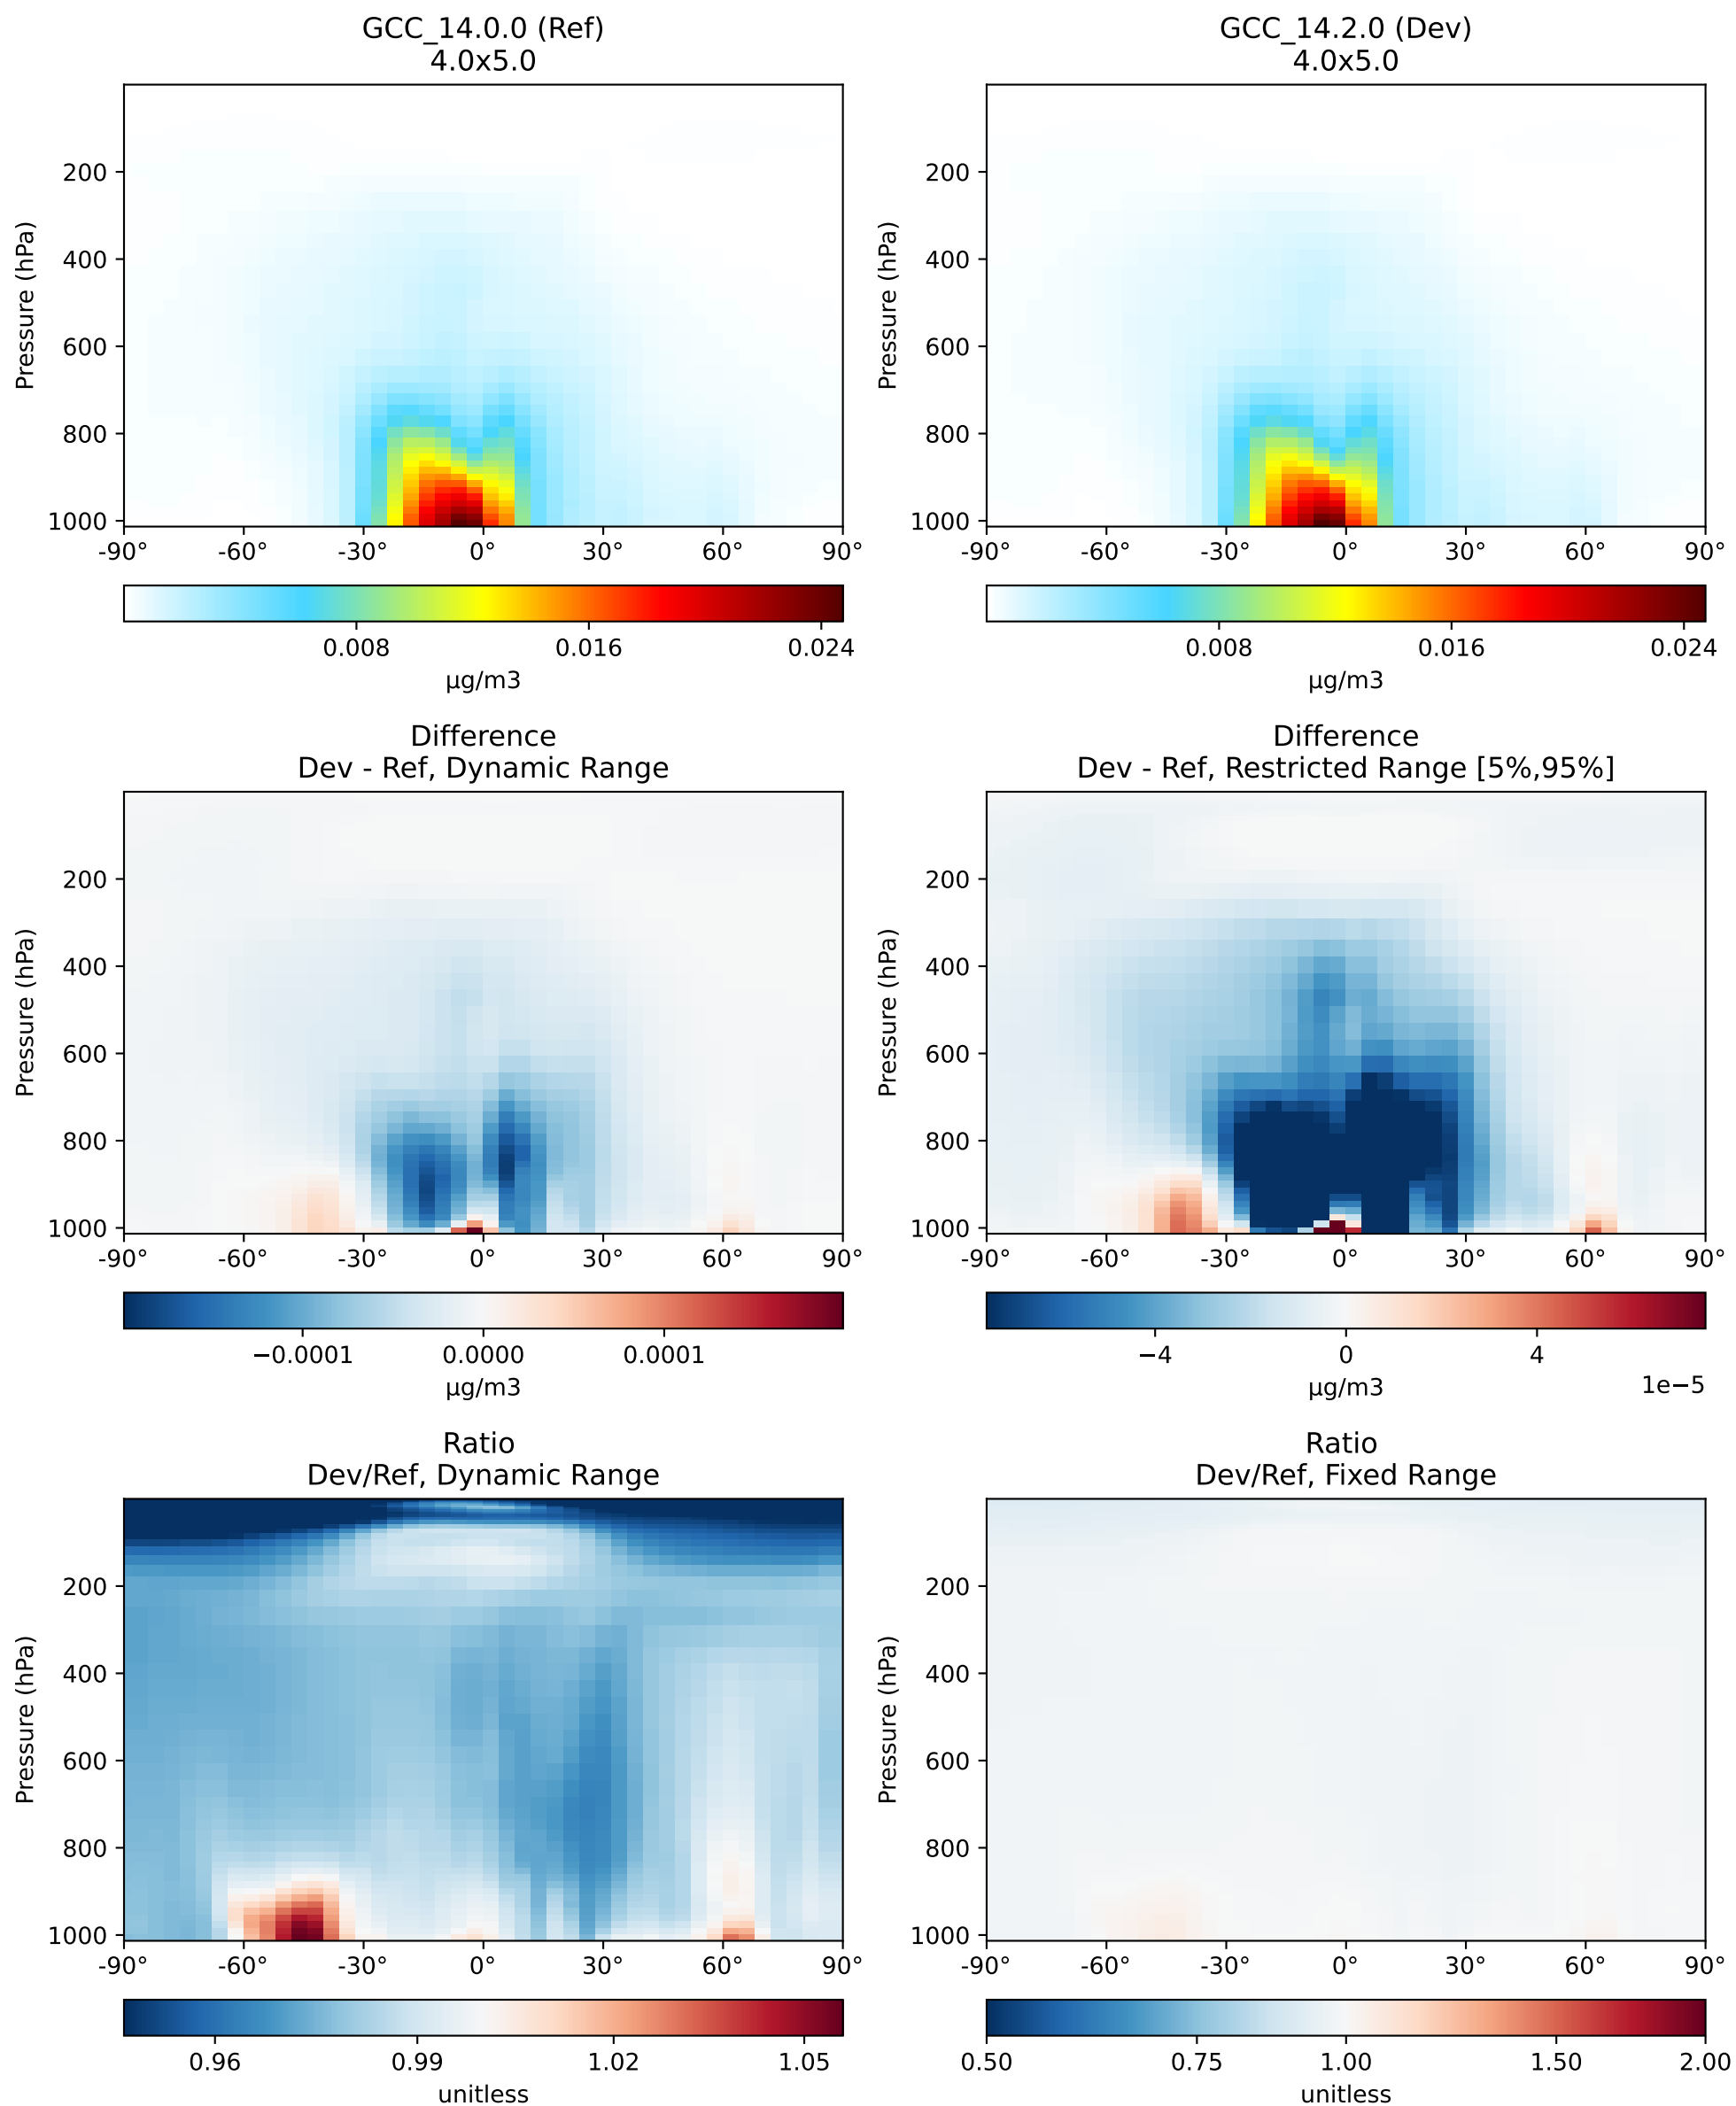 GCC_14.0.0 (Ref)
4.0x5.0
Pressure (hPa)
200
400
600
800
1000
-90° -60° -30° 0° 30° 60° 90°
0.008 0.016 0.024
µg/m3
GCC_14.2.0 (Dev)
4.0x5.0
Pressure (hPa)
200
400
600
800
1000
-90° -60° -30° 0° 30° 60° 90°
0.008 0.016 0.024
µg/m3
Difference
Dev - Ref, Dynamic Range
Pressure (hPa)
200
400
600
800
1000
-90° -60° -30° 0° 30° 60° 90°
−0.0001 0.0000 0.0001
µg/m3
Difference
Dev - Ref, Restricted Range [5%,95%]
Pressure (hPa)
200
400
600
800
1000
-90° -60° -30° 0° 30° 60° 90°
−4 0 4
1e−5
µg/m3
Ratio
Dev/Ref, Dynamic Range
Pressure (hPa)
200
400
600
800
1000
-90° -60° -30° 0° 30° 60° 90°
0.96 0.99 1.02 1.05
unitless
Ratio
Dev/Ref, Fixed Range
Pressure (hPa)
200
400
600
800
1000
-90° -60° -30° 0° 30° 60° 90°
0.50 0.75 1.00 1.50 2.00
unitless